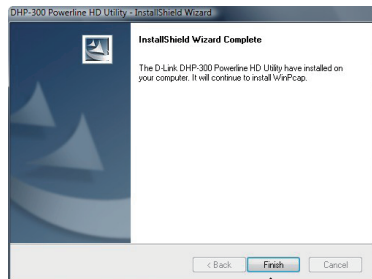 DHP-300 Powerline HD Utility - InstallShield Wizard
InstallShield Wizard Complete
The D-Link DHP-300 Powerline HD Utility have installed on
your computer. It will continue to install WinPcap.
< Back Finish Cancel